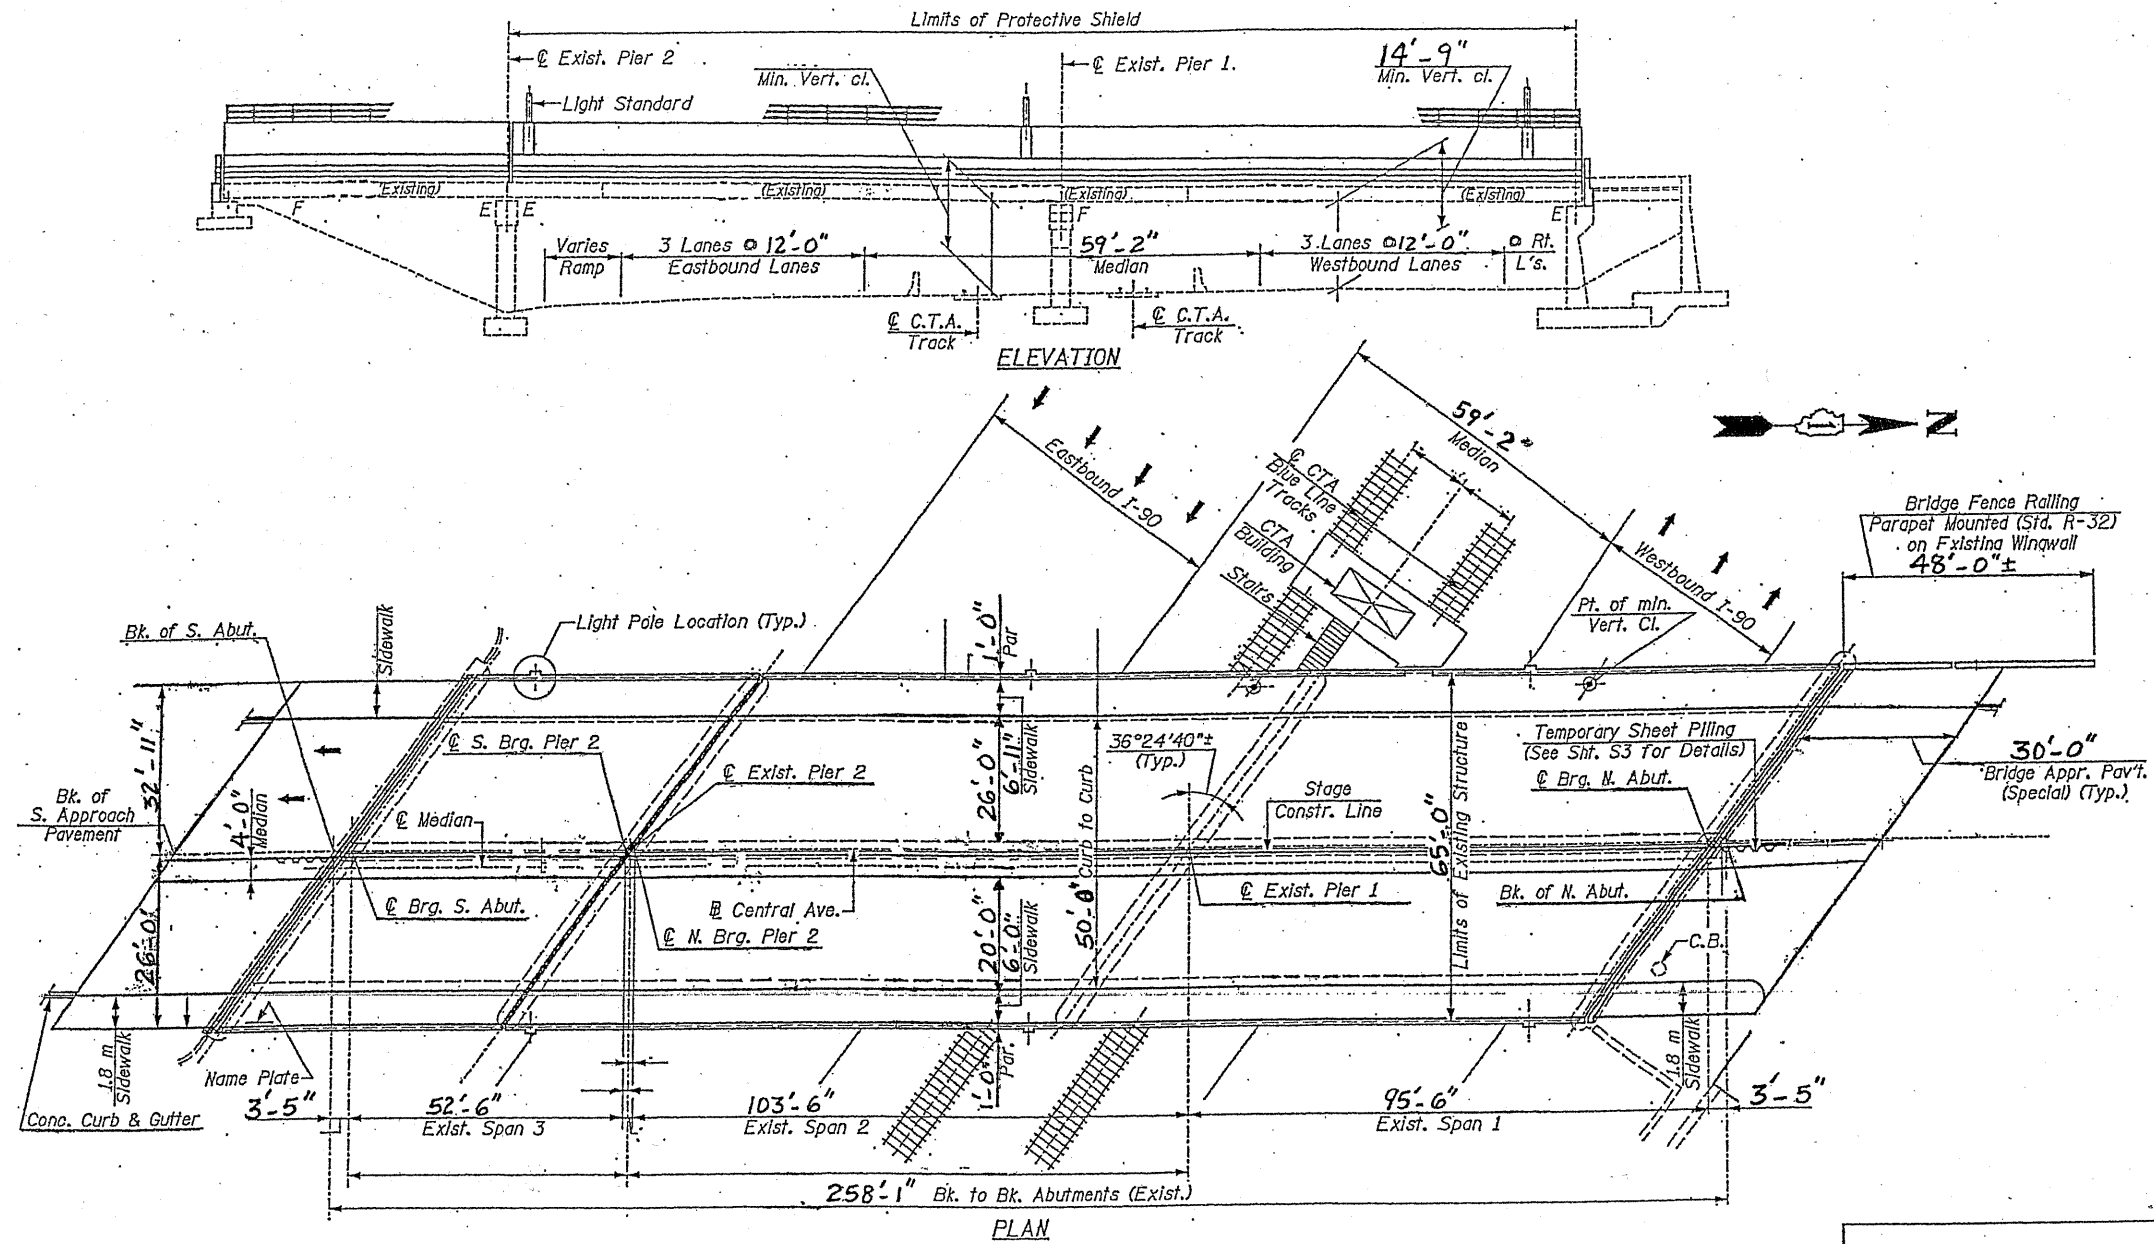 Limits of Protective Shield
℄ Exist. Pier 2
℄ Exist. Pier 1.
14'-9"
Min. Vert. cl.
Min. Vert. cl.
Light Standard
(Existing)
(Existing)
(Existing)
(Existing)
F
E
E
F
E
Varies
Ramp
3 Lanes @ 12'-0"
Eastbound Lanes
59'-2"
Median
3 Lanes @ 12'-0"
Westbound Lanes
@ Rt.
L's.
℄ C.T.A.
Track
℄ C.T.A.
Track
ELEVATION
59'-2"
Median
Eastbound I-90
℄ CTA
Blue Line
Tracks
CTA
Building
Stairs
Westbound I-90
N
Bridge Fence Railing
Parapet Mounted (Std. R-32)
on Existing Wingwall
48'-0"±
Pt. of min.
Vert. Cl.
Bk. of S. Abut.
Sidewalk
Light Pole Location (Typ.)
1'-0"
Par
32'-11"
℄ S. Brg. Pier 2
℄ Exist. Pier 2
26'-0"
6'-11"
Sidewalk
36°24'40"±
(Typ.)
Temporary Sheet Piling
(See Sht. S3 for Details)
℄ Brg. N. Abut.
30'-0"
Bridge Appr. Pav't.
(Special) (Typ.)
Bk. of
S. Approach
Pavement
4'-0"
Median
℄ Median
Stage
Constr. Line
50'-0" Curb to Curb
65'-0"
Limits of Existing Structure
℄ Brg. S. Abut.
℄ N. Brg. Pier 2
B Central Ave.
℄ Exist. Pier 1
Bk. of N. Abut.
26'-0"
20'-0"
6'-0"
Sidewalk
C.B.
1.8 m
Sidewalk
Name Plate
1'-0"
Par.
1.8 m
Sidewalk
Conc. Curb & Gutter
3'-5"
52'-6"
Exist. Span 3
103'-6"
Exist. Span 2
95'-6"
Exist. Span 1
3'-5"
258'-1" Bk. to Bk. Abutments (Exist.)
PLAN